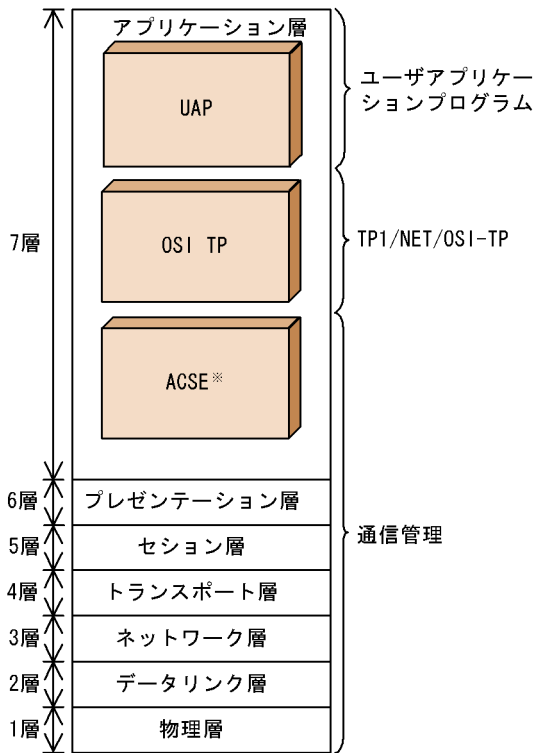 アプリケーション層
UAP
ユーザアプリケー
ションプログラム
7層
OSI TP
TP1/NET/OSI-TP
ACSE※
6層
プレゼンテーション層
5層
セション層
通信管理
4層
トランスポート層
3層
ネットワーク層
2層
データリンク層
1層
物理層